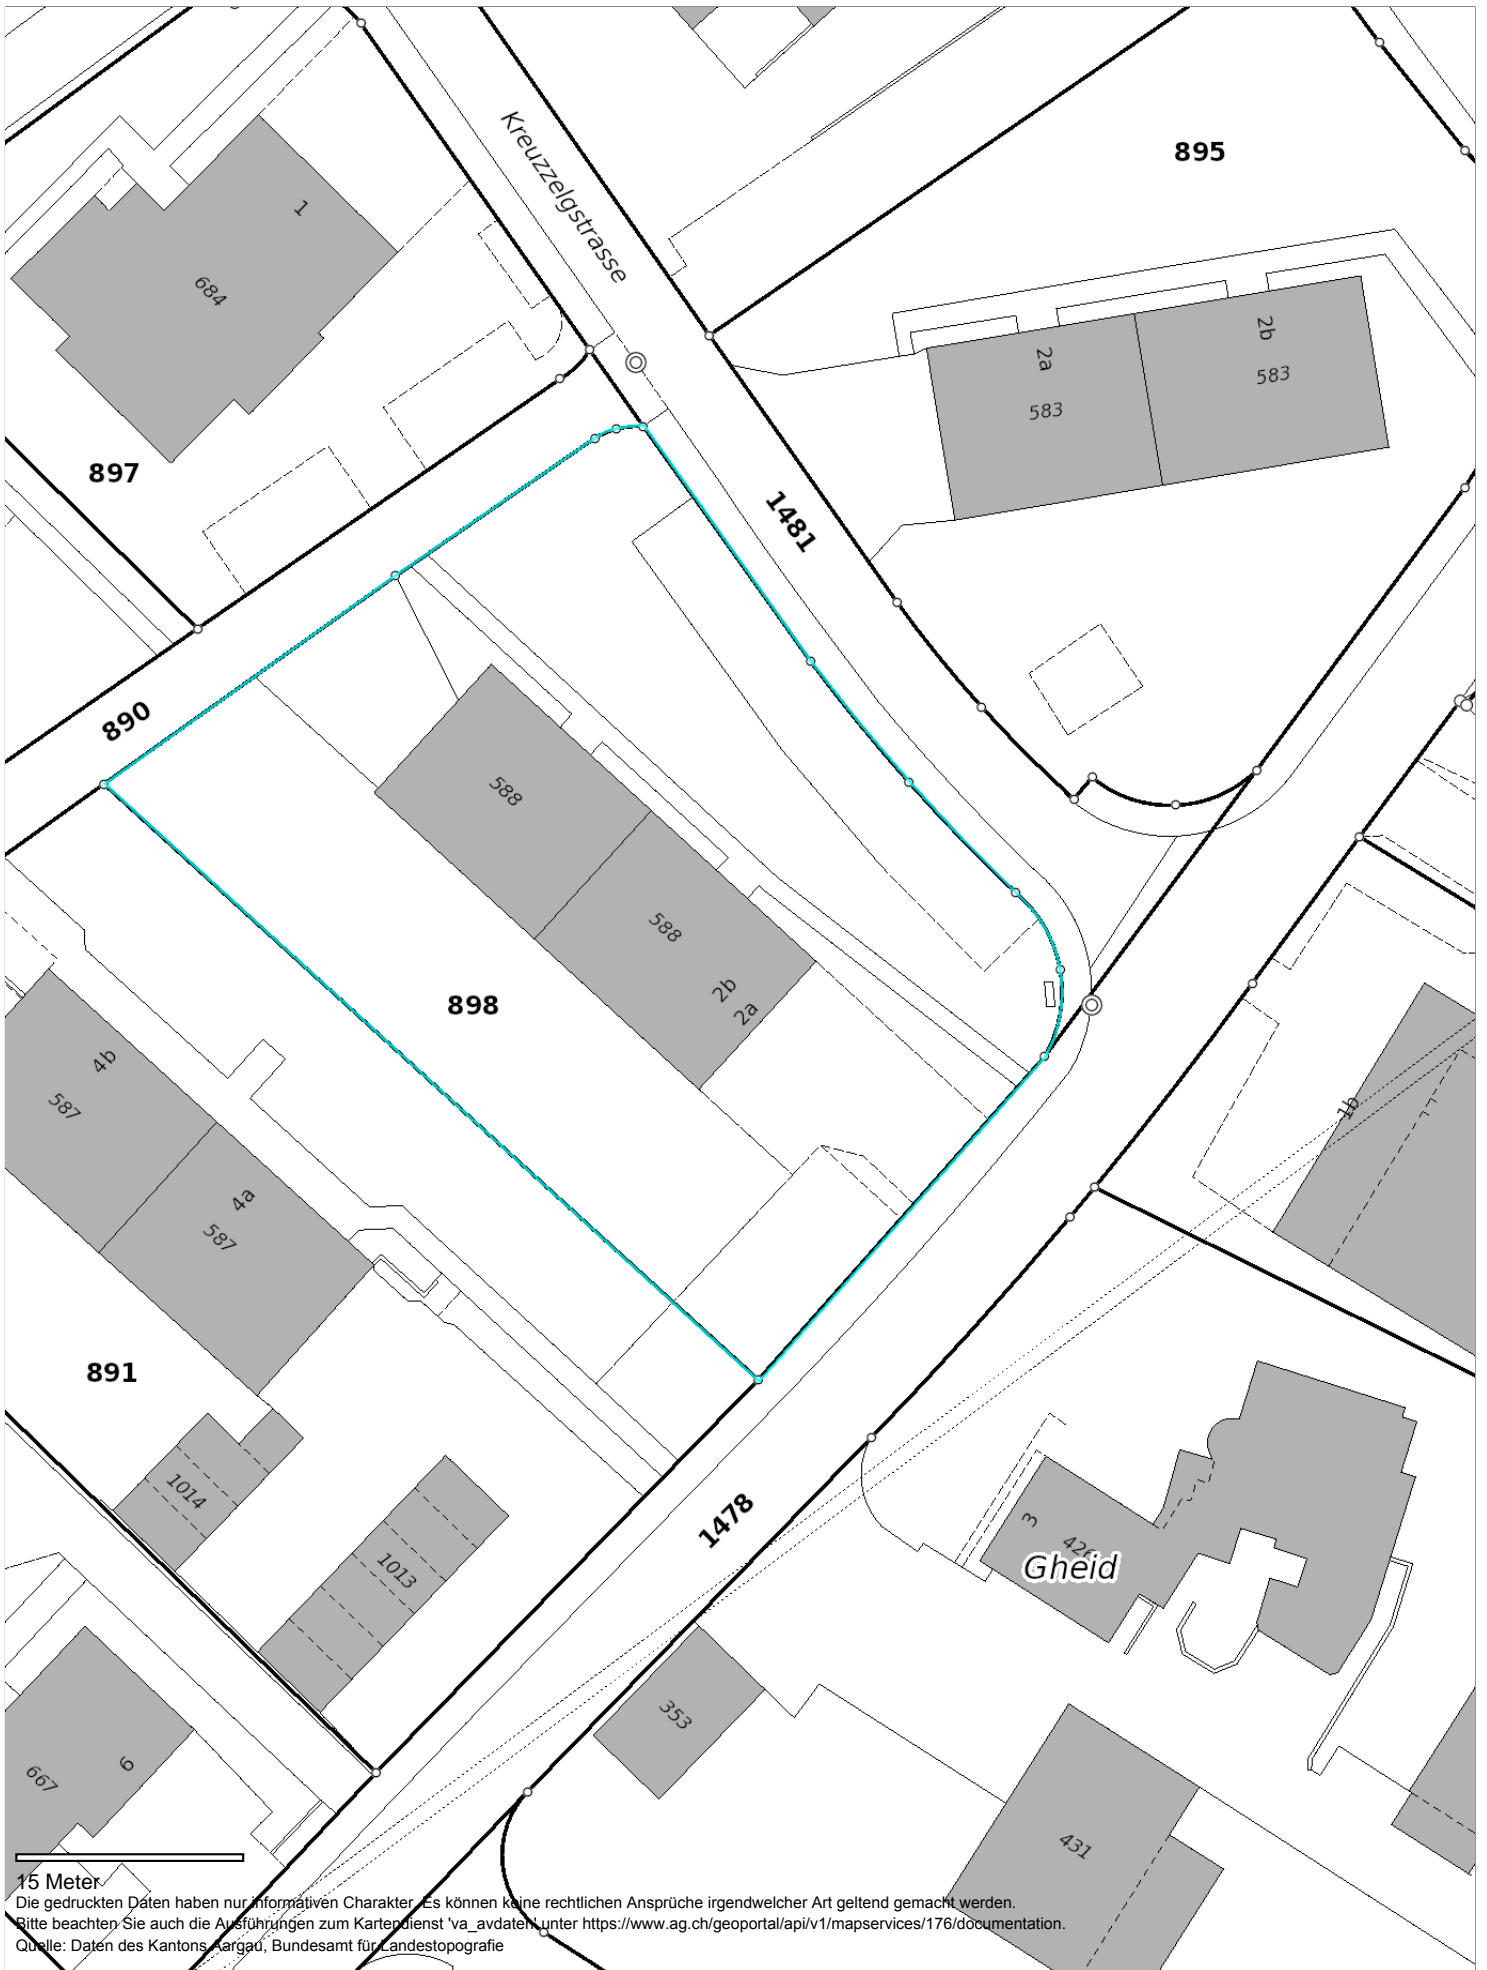 Kreuzzelgstrasse
895
1
684
2a
2b
583
583
897
1481
890
588
588
2b
2a
898
4b
587
4a
587
1b
891
1014
1013
1478
3
426
Gheid
353
6
667
431
15 Meter
Die gedruckten Daten haben nur informativen Charakter. Es können keine rechtlichen Ansprüche irgendwelcher Art geltend gemacht werden.
Bitte beachten Sie auch die Ausführungen zum Kartendienst 'va_avdaten' unter https://www.ag.ch/geoportal/api/v1/mapservices/176/documentation.
Quelle: Daten des Kantons Aargau, Bundesamt für Landestopografie